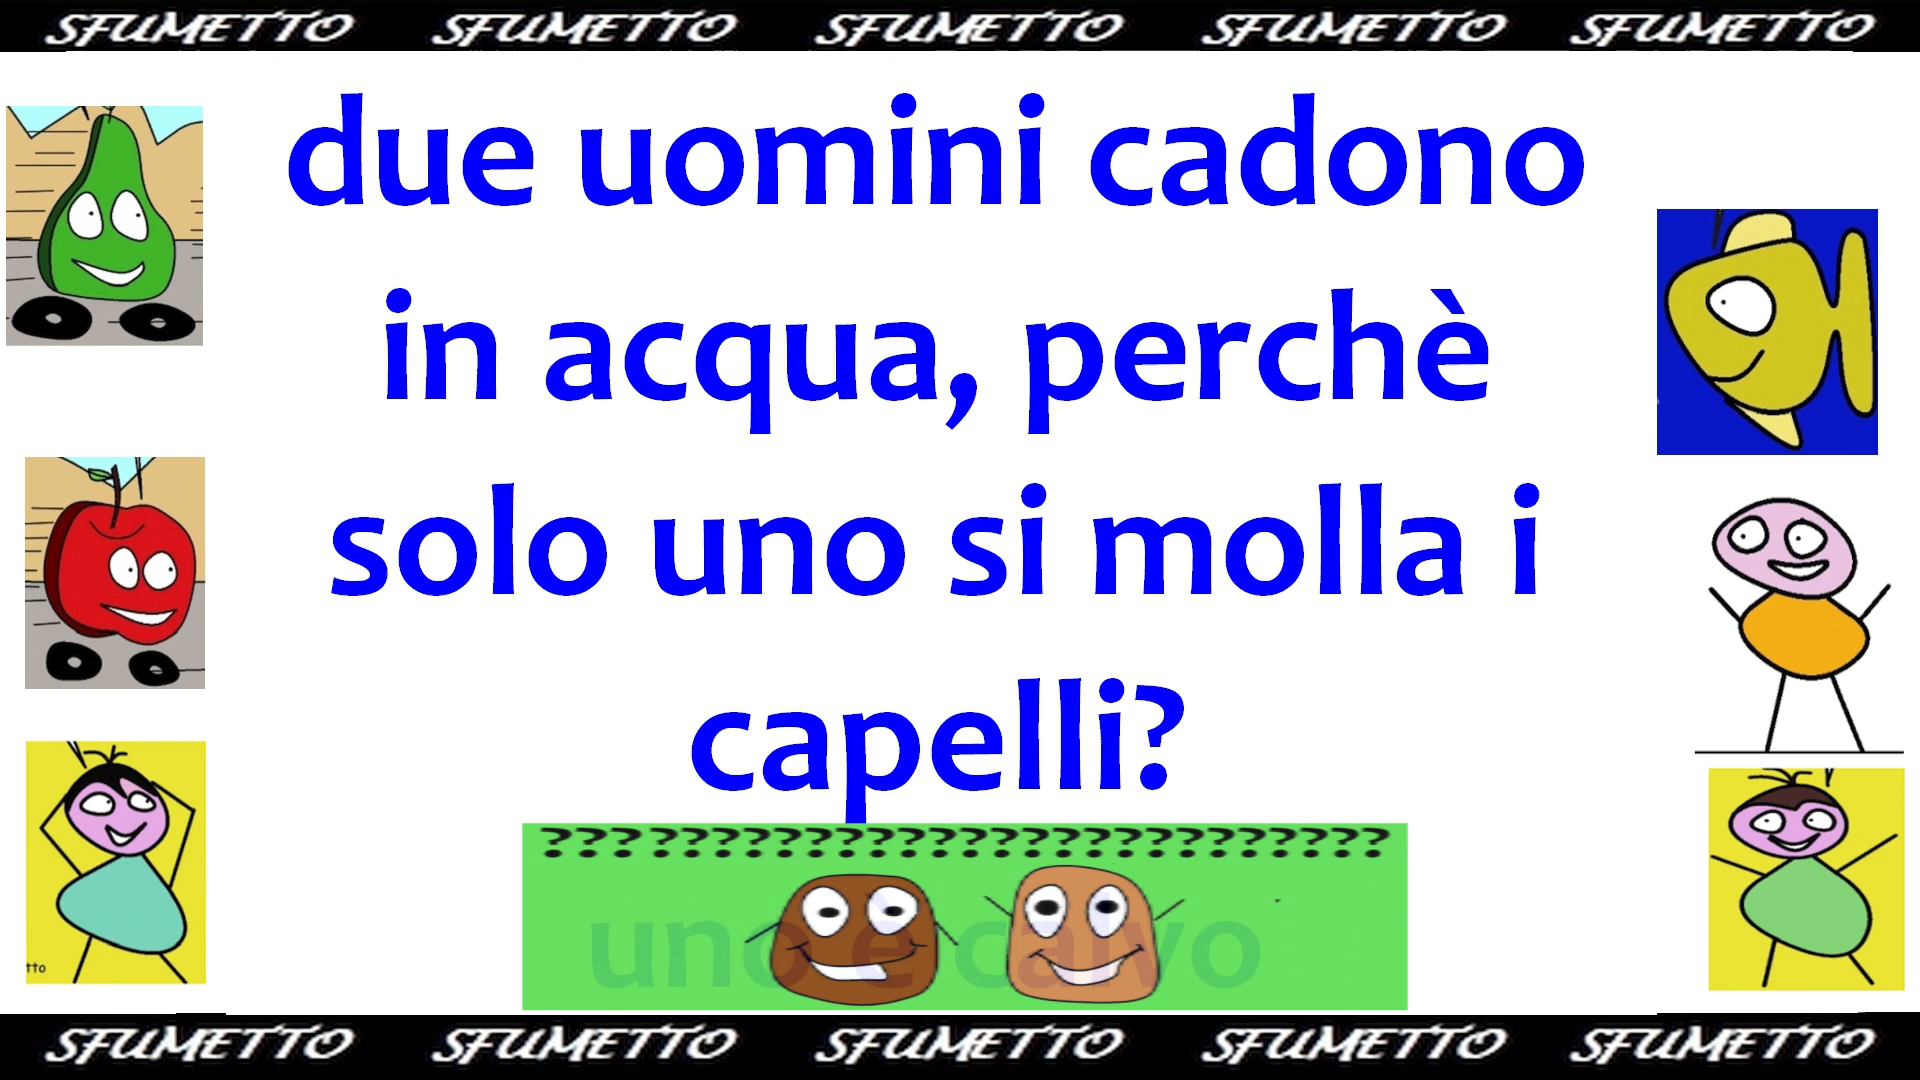 SFUMETTO SFUMETTO SFUMETTO SFUMETTO SFUMETTO
due uomini cadono
in acqua, perchè
solo uno si molla i
capelli?
??? ????????????????????????
uno è calvo
tto
SFUMETTO SFUMETTO SFUMETTO SFUMETTO SFUMETTO